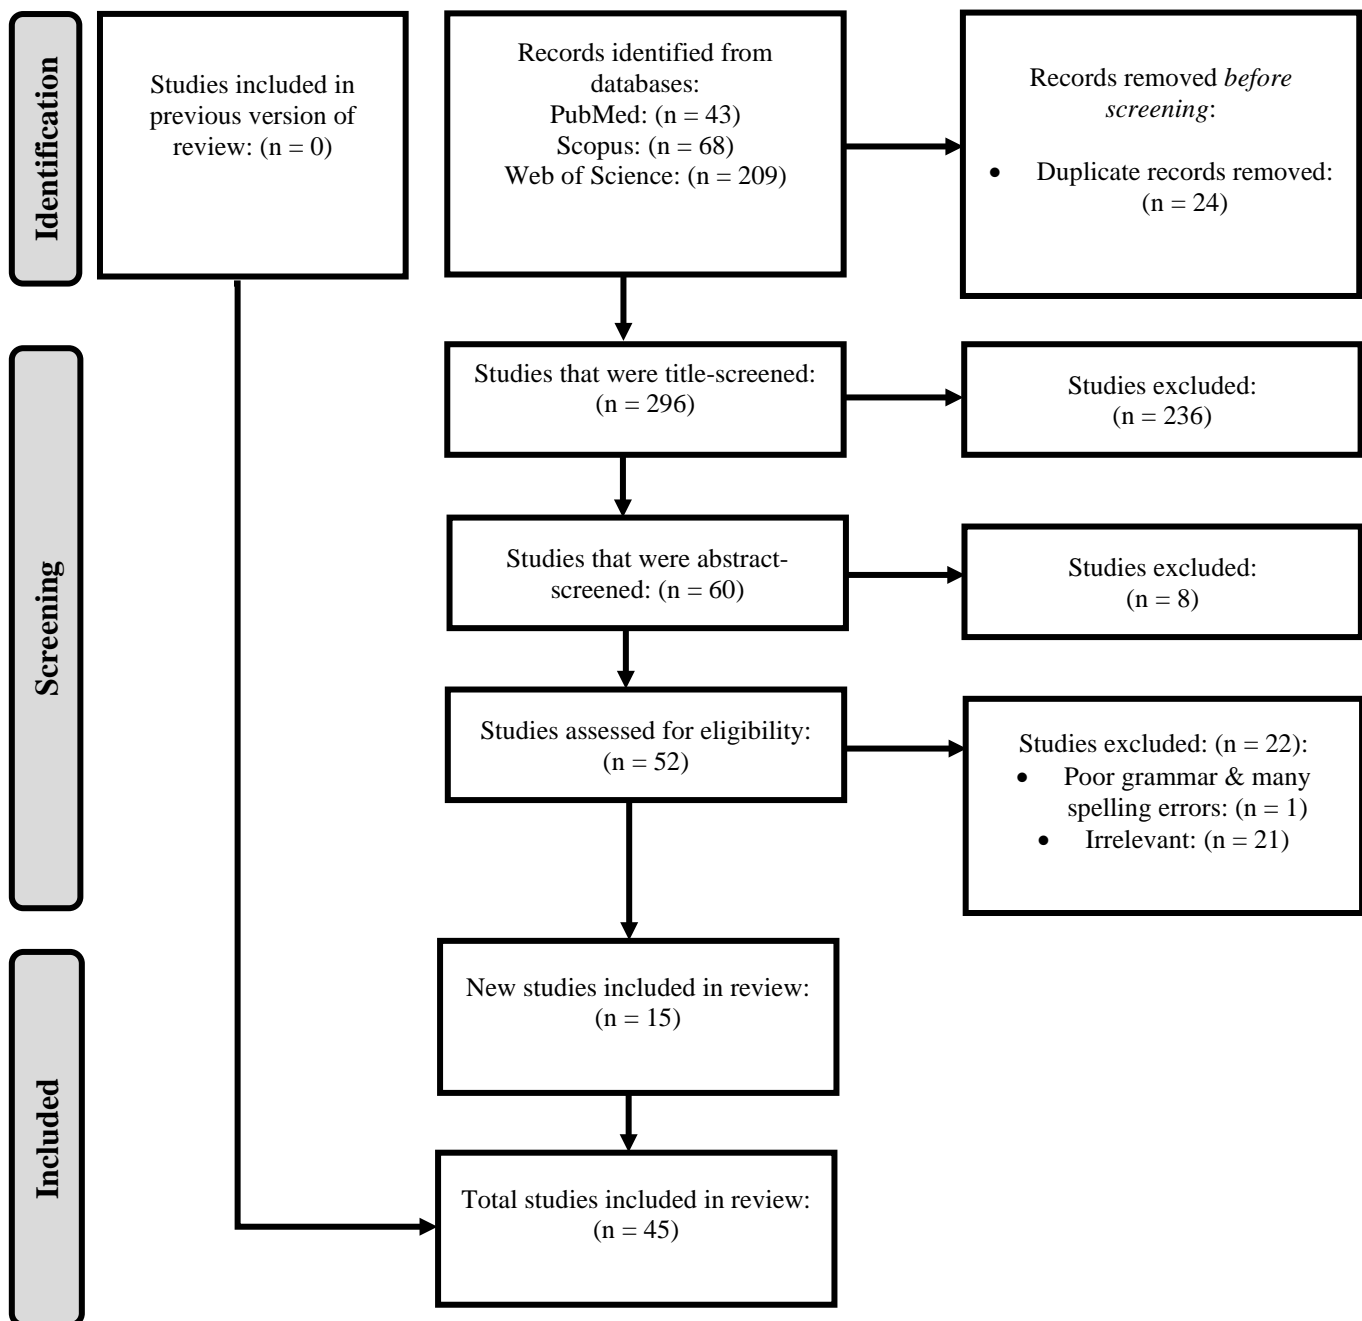 Identification
Studies included in
previous version of
review: (n = 0)
Records identified from
databases:
PubMed: (n = 43)
Scopus: (n = 68)
Web of Science: (n = 209)
Records removed before
screening:
• Duplicate records removed:
(n = 24)
Screening
Studies that were title-screened:
(n = 296)
Studies excluded:
(n = 236)
Studies that were abstract-
screened: (n = 60)
Studies excluded:
(n = 8)
Studies assessed for eligibility:
(n = 52)
Studies excluded: (n = 22):
• Poor grammar & many
spelling errors: (n = 1)
• Irrelevant: (n = 21)
Included
New studies included in review:
(n = 15)
Total studies included in review:
(n = 45)